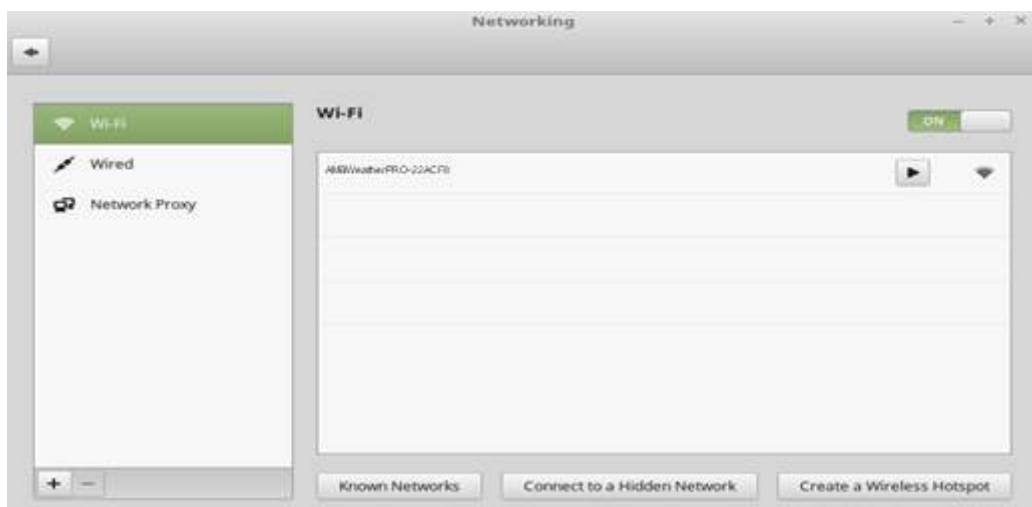 Networking
Wi-Fi
Wired
Network Proxy
Wi-Fi
ON
AMBWeatherPRO-22ACF8
Known Networks
Connect to a Hidden Network
Create a Wireless Hotspot